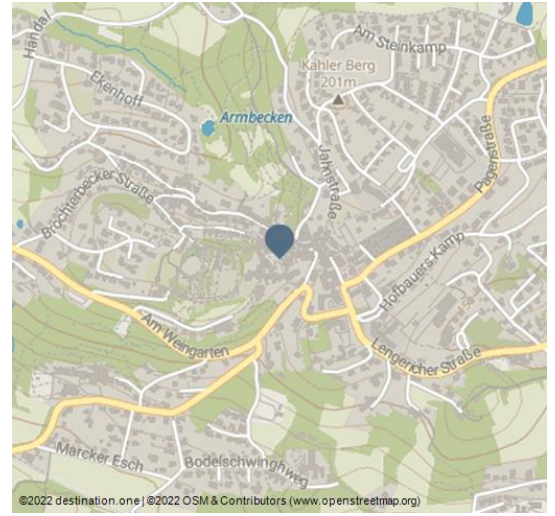 Handal
Am Steinkamp
Kahler Berg
201m
Ekenhoff
Armbecken
Jahnstraße
Pagenstraße
Brochterbecker Straße
Hofbauers Kamp
Am Weingarten
Lengericher Straße
Marcker Esch
Bodelschwinghweg
©2022 destination.one | ©2022 OSM & Contributors (www.openstreetmap.org)